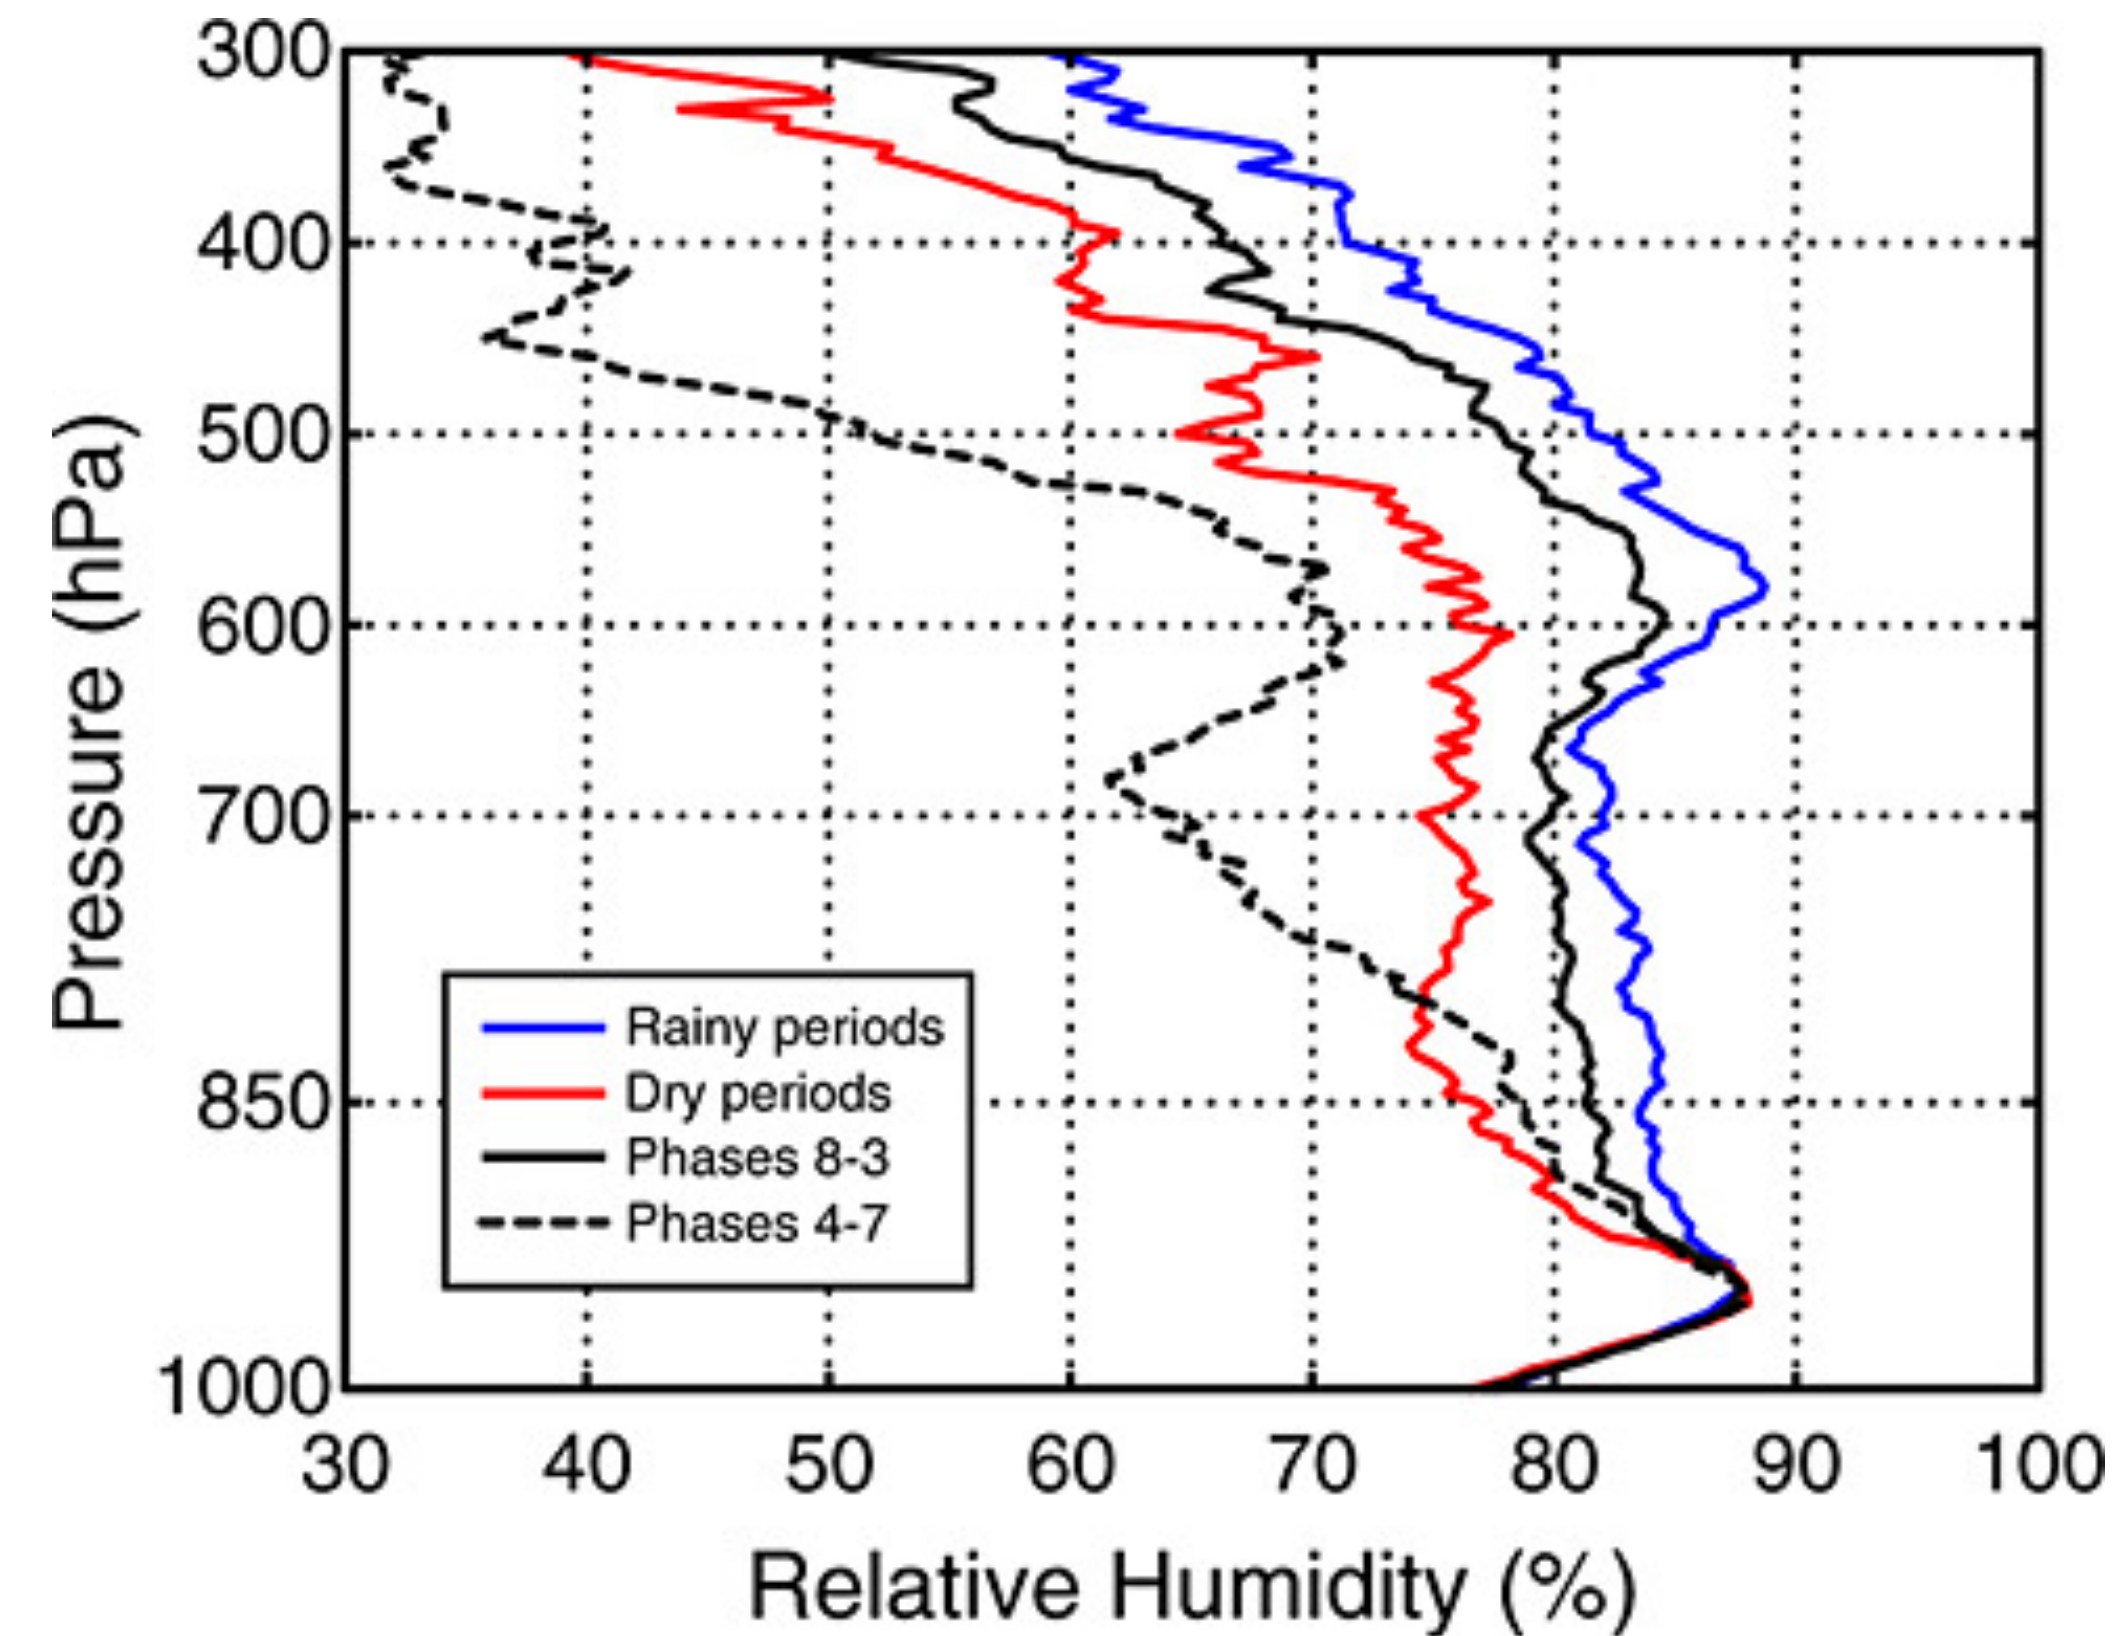 300
400
500
600
700
850
1000
Pressure (hPa)
Rainy periods
Dry periods
Phases 8-3
Phases 4-7
30 40 50 60 70 80 90 100
Relative Humidity (%)